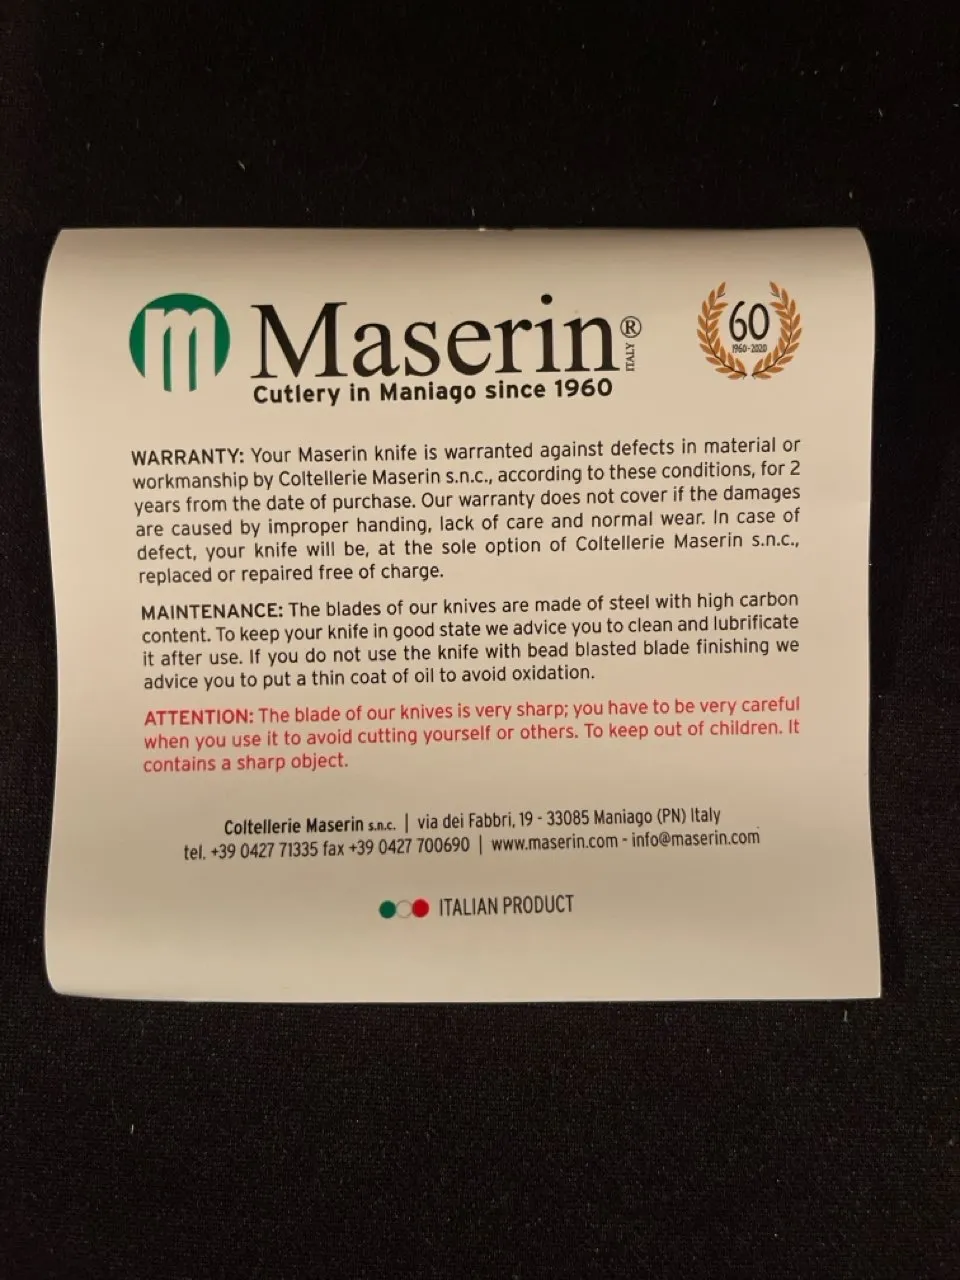 m Maserin® ITALY
Cutlery in Maniago since 1960
60
1960-2020
WARRANTY: Your Maserin knife is warranted against defects in material or
workmanship by Coltellerie Maserin s.n.c., according to these conditions, for 2
years from the date of purchase. Our warranty does not cover if the damages
are caused by improper handing, lack of care and normal wear. In case of
defect, your knife will be, at the sole option of Coltellerie Maserin s.n.c.,
replaced or repaired free of charge.
MAINTENANCE: The blades of our knives are made of steel with high carbon
content. To keep your knife in good state we advice you to clean and lubrificate
it after use. If you do not use the knife with bead blasted blade finishing we
advice you to put a thin coat of oil to avoid oxidation.
ATTENTION: The blade of our knives is very sharp; you have to be very careful
when you use it to avoid cutting yourself or others. To keep out of children. It
contains a sharp object.
Coltellerie Maserin s.n.c. | via dei Fabbri, 19 - 33085 Maniago (PN) Italy
tel. +39 0427 71335 fax +39 0427 700690 | www.maserin.com - info@maserin.com
ITALIAN PRODUCT